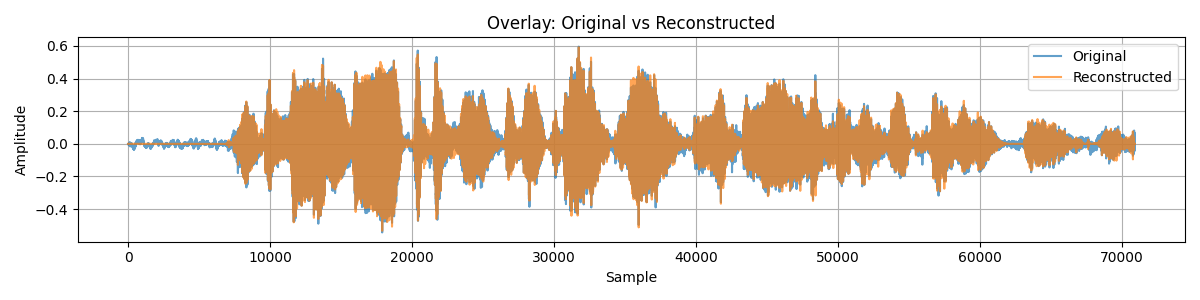 Overlay: Original vs Reconstructed
Original
Reconstructed
Amplitude
0.6
0.4
0.2
0.0
−0.2
−0.4
0 10000 20000 30000 40000 50000 60000 70000
Sample